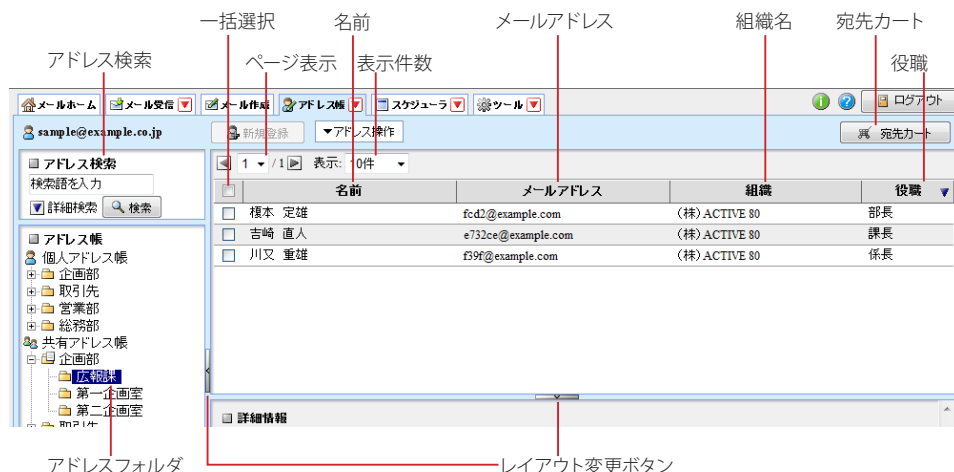 一括選択 名前 メールアドレス 組織名 宛先カート
アドレス検索 ページ表示 表示件数 役職
メールホーム メール受信 メール作成 アドレス帳 スケジューラ ツール ログアウト
sample@example.co.jp 新規登録 ▼アドレス操作 宛先カート
アドレス検索 1 /1 表示: 10件
検索語を入力 名前 メールアドレス 組織 役職
詳細検索 検索 榎本 定雄 fcd2@example.com (株) ACTIVE 80 部長
吉崎 直人 e732ce@example.com (株) ACTIVE 80 課長
アドレス帳
個人アドレス帳 川又 重雄 f39f@example.com (株) ACTIVE 80 係長
企画部
取引先
営業部
総務部
共有アドレス帳
企画部
広報課
第一企画室
第二企画室
取引先 詳細情報
アドレスフォルダ レイアウト変更ボタン